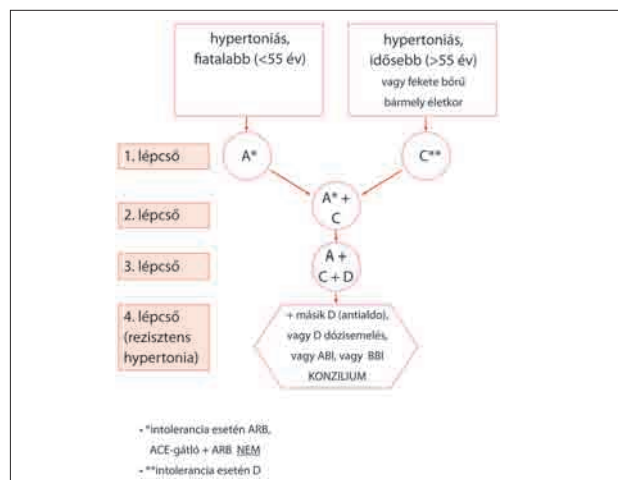 hypertoniás,
fiatalabb (<55 év)
hypertoniás,
idősebb (>55 év)
vagy fekete bőrű
bármely életkor
1. lépcső
A*
C**
2. lépcső
A* +
C
3. lépcső
A +
C + D
4. lépcső
(rezisztens
hypertonia)
+ másik D (antialdo),
vagy D dózisemelés,
vagy ABI, vagy BBI
KONZILIUM
- *intolerancia esetén ARB,
ACE-gátló + ARB NEM
- **intolerancia esetén D